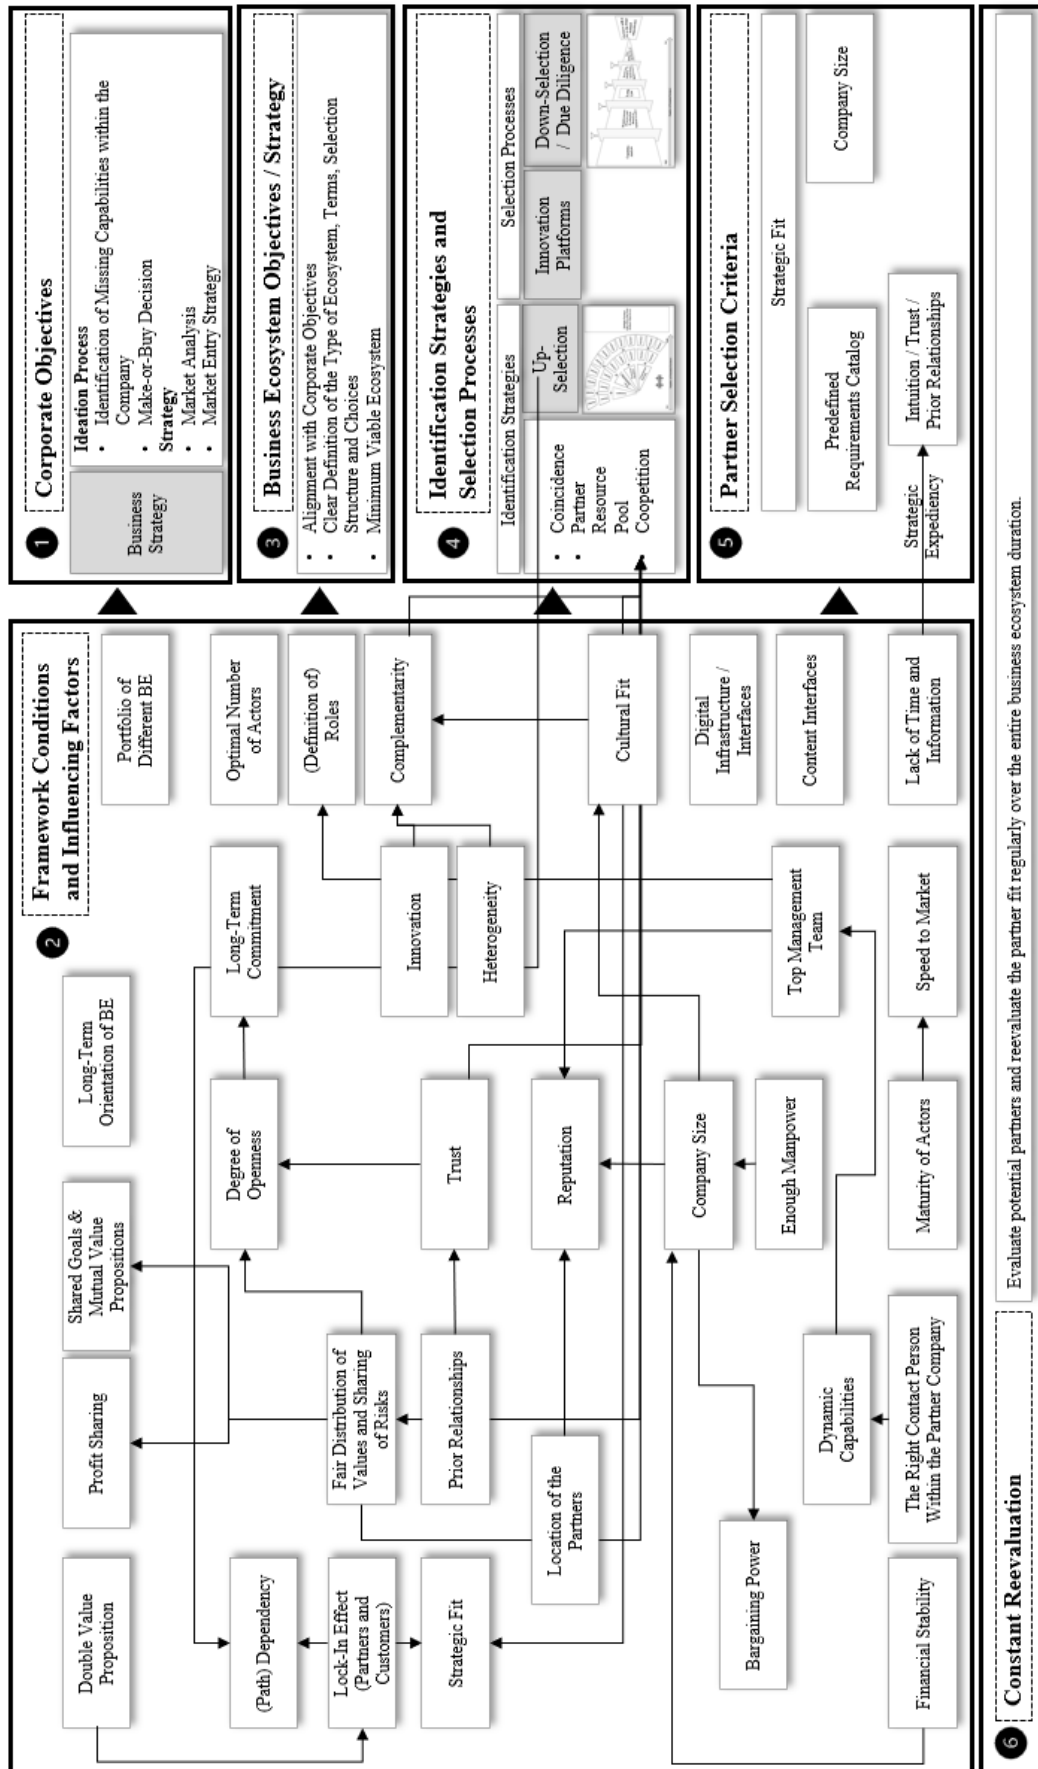 1
Corporate Objectives
Business
Strategy
Ideation Process
• Identification of Missing Capabilities within the
Company
• Make-or-Buy Decision
Strategy
• Market Analysis
• Market Entry Strategy
2
Framework Conditions
and Influencing Factors
Double Value
Proposition
Profit Sharing
Shared Goals &
Mutual Value
Propositions
Long-Term
Orientation of BE
Portfolio of
Different BE
(Path) Dependency
Degree of
Openness
Long-Term
Commitment
Optimal Number
of Actors
(Definition of)
Roles
Lock-In Effect
(Partners and
Customers)
Fair Distribution of
Values and Sharing
of Risks
Innovation
Complementarity
Strategic Fit
Prior Relationships
Trust
Heterogeneity
Location of the
Partners
Reputation
Cultural Fit
Company Size
Digital
Infrastructure /
Interfaces
Bargaining Power
Enough Manpower
Top Management
Team
Content Interfaces
Dynamic
Capabilities
Financial Stability
The Right Contact Person
Within the Partner Company
Maturity of Actors
Speed to Market
Lack of Time and
Information
3
Business Ecosystem Objectives / Strategy
• Alignment with Corporate Objectives
• Clear Definition of the Type of Ecosystem, Terms, Selection
Structure and Choices
• Minimum Viable Ecosystem
4
Identification Strategies and
Selection Processes
Identification Strategies
• Coincidence
• Partner
Resource
Pool
• Coopetition
Up-
Selection
Selection Processes
Innovation
Platforms
Down-Selection
/ Due Diligence
5
Partner Selection Criteria
Strategic Fit
Predefined
Requirements Catalog
Company Size
Strategic
Expediency
Intuition / Trust /
Prior Relationships
6
Constant Reevaluation
Evaluate potential partners and reevaluate the partner fit regularly over the entire business ecosystem duration.